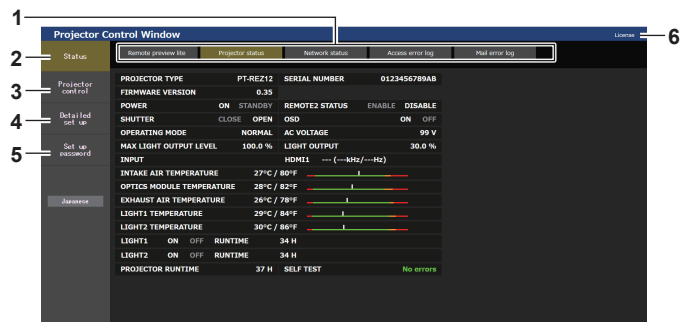 1
Projector Control Window
License
6
2
Status
Remote preview lite Projector status Network status Access error log Mail error log
3
Projector
control
4
Detailed
set up
5
Set up
password
Japanese
PROJECTOR TYPE PT-REZ12 SERIAL NUMBER 0123456789AB
FIRMWARE VERSION 0.35
POWER ON STANDBY REMOTE2 STATUS ENABLE DISABLE
SHUTTER CLOSE OPEN OSD ON OFF
OPERATING MODE NORMAL AC VOLTAGE 99 V
MAX LIGHT OUTPUT LEVEL 100.0 % LIGHT OUTPUT 30.0 %
INPUT HDMI1 --- (---kHz/---Hz)
INTAKE AIR TEMPERATURE 27°C / 80°F
OPTICS MODULE TEMPERATURE 28°C / 82°F
EXHAUST AIR TEMPERATURE 26°C / 78°F
LIGHT1 TEMPERATURE 29°C / 84°F
LIGHT2 TEMPERATURE 30°C / 86°F
LIGHT1 ON OFF RUNTIME 34 H
LIGHT2 ON OFF RUNTIME 34 H
PROJECTOR RUNTIME 37 H SELF TEST No errors